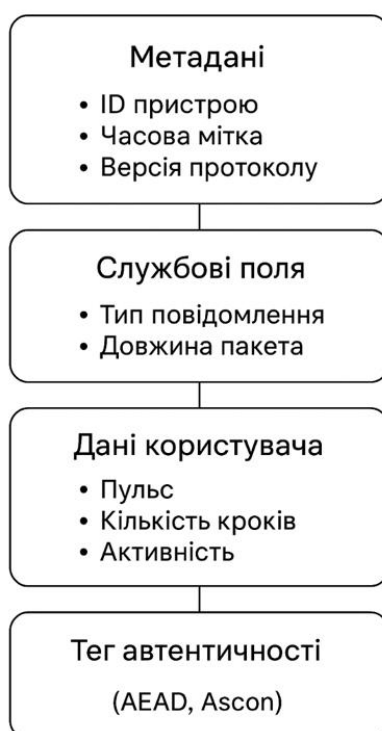 Метадані
• ID пристрою
• Часова мітка
• Версія протоколу
Службові поля
• Тип повідомлення
• Довжина пакета
Дані користувача
• Пульс
• Кількість кроків
• Активність
Тег автентичності
(AEAD, Ascon)